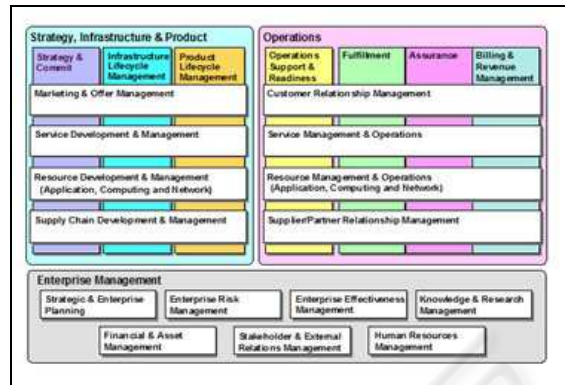 Strategy, Infrastructure & Product
Operations
Strategy &
Commit
Infrastructure
Lifecycle
Management
Product
Lifecycle
Management
Operations
Support &
Readiness
Fulfillment
Assurance
Billing &
Revenue
Management
Marketing & Offer Management
Customer Relationship Management
Service Development & Management
Service Management & Operations
Resource Development & Management
(Application, Computing and Network)
Resource Management & Operations
(Application, Computing and Network)
Supply Chain Development & Management
Supplier/Partner Relationship Management
Enterprise Management
Strategic & Enterprise
Planning
Enterprise Risk
Management
Enterprise Effectiveness
Management
Knowledge & Research
Management
Financial & Asset
Management
Stakeholder & External
Relations Management
Human Resources
Management